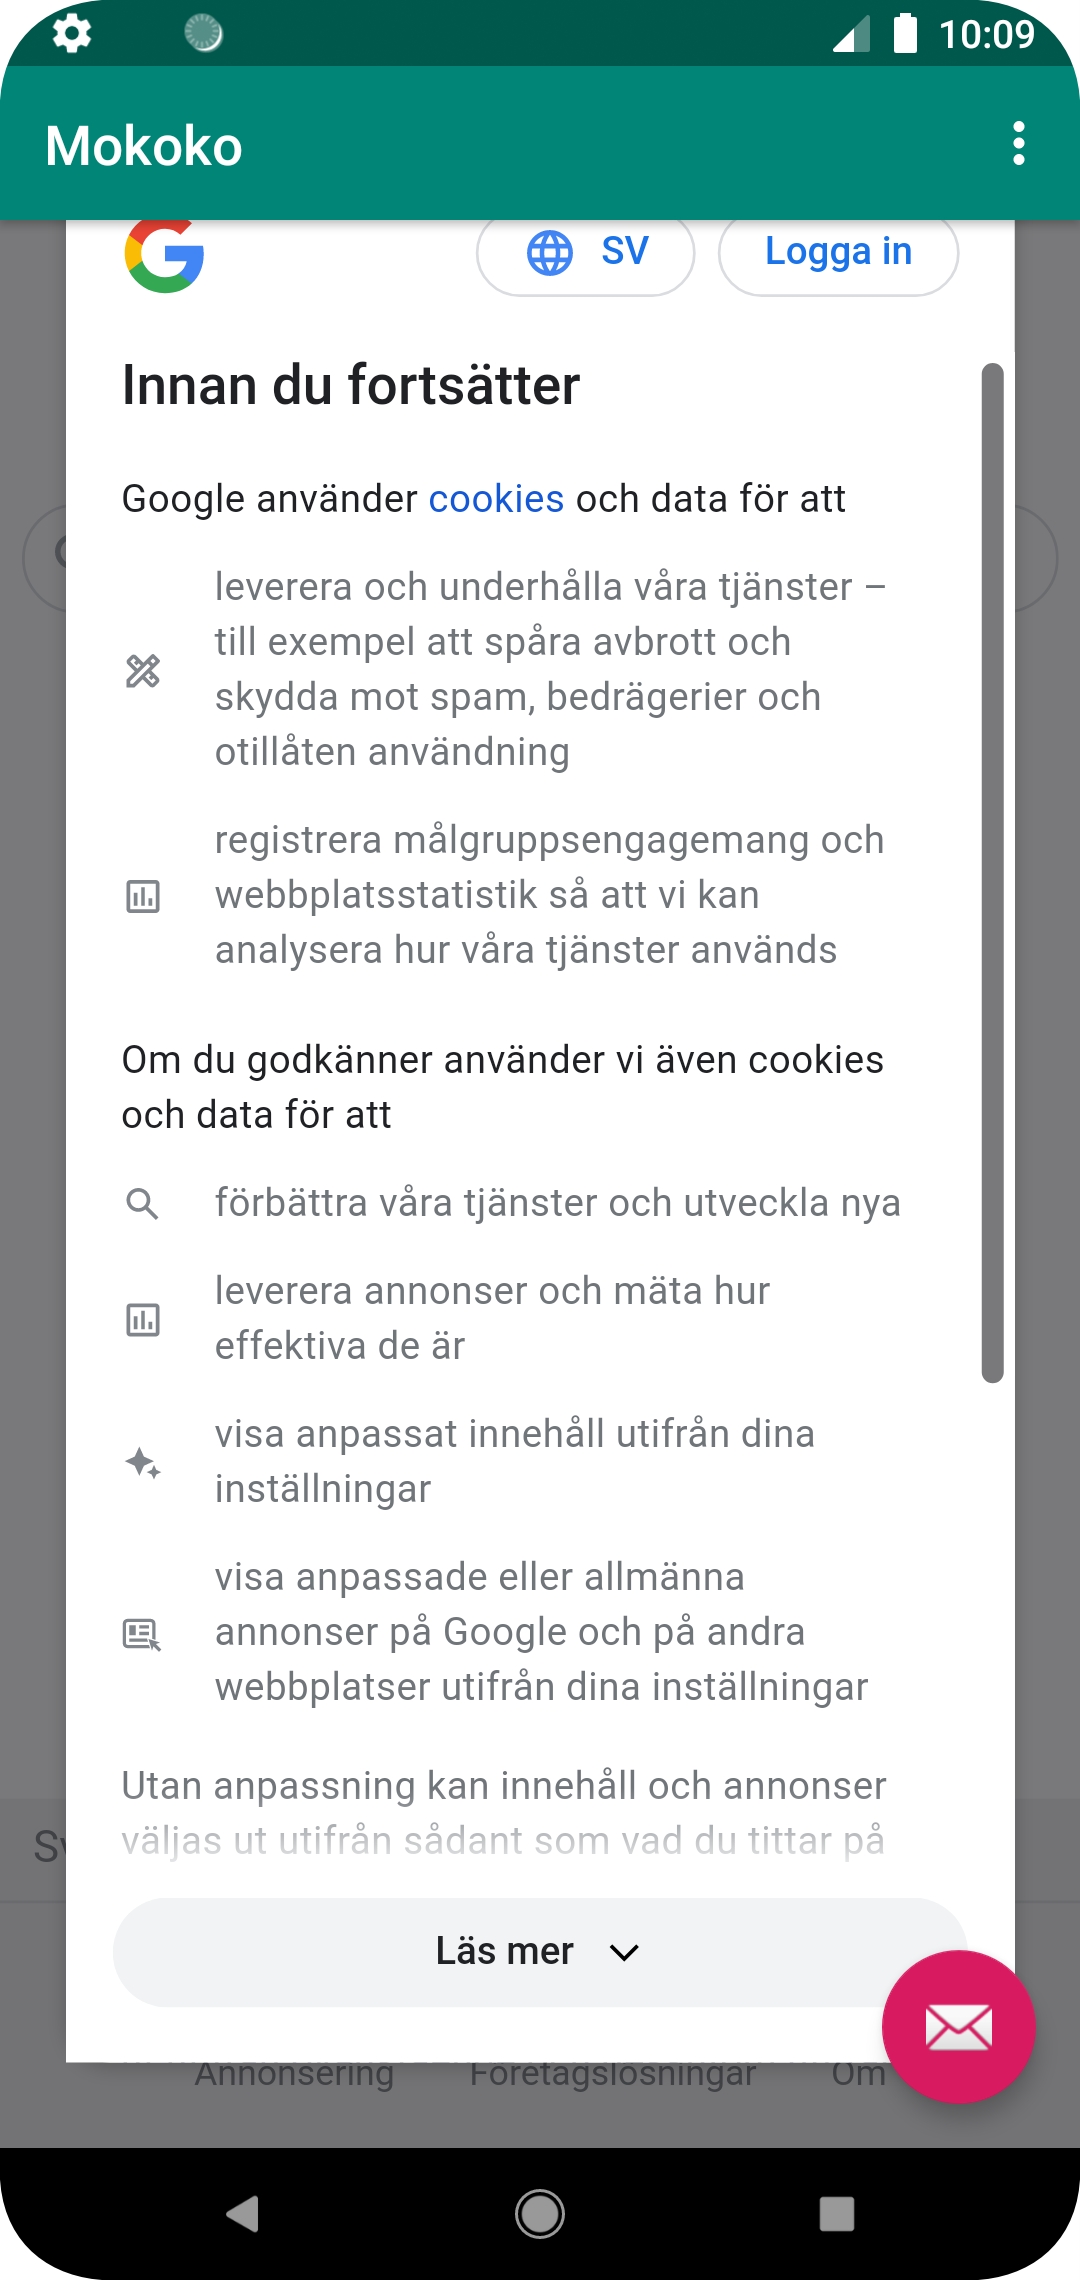 10:09
Mokoko
SV
Logga in
Innan du fortsätter
Google använder cookies och data för att
leverera och underhålla våra tjänster –
till exempel att spåra avbrott och
skydda mot spam, bedrägerier och
otillåten användning
registrera målgruppsengagemang och
webbplatsstatistik så att vi kan
analysera hur våra tjänster används
Om du godkänner använder vi även cookies
och data för att
förbättra våra tjänster och utveckla nya
leverera annonser och mäta hur
effektiva de är
visa anpassat innehåll utifrån dina
inställningar
visa anpassade eller allmänna
annonser på Google och på andra
webbplatser utifrån dina inställningar
Utan anpassning kan innehåll och annonser
väljas ut utifrån sådant som vad du tittar på
Läs mer
Annonsering Företagslösningar Om